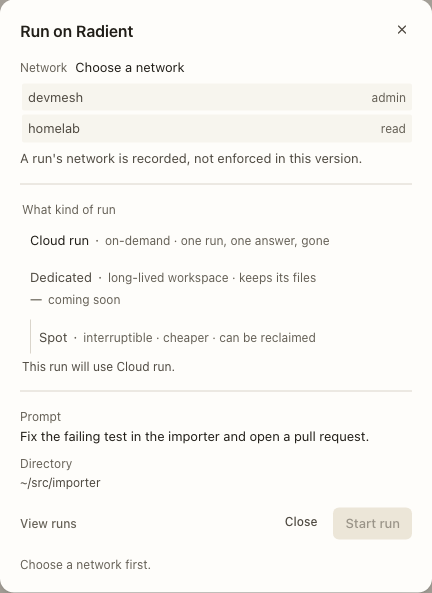 Run on Radient ×
Network Choose a network
devmesh admin
homelab read
A run's network is recorded, not enforced in this version.
What kind of run
Cloud run · on-demand · one run, one answer, gone
Dedicated · long-lived workspace · keeps its files
— coming soon
Spot · interruptible · cheaper · can be reclaimed
This run will use Cloud run.
Prompt
Fix the failing test in the importer and open a pull request.
Directory
~/src/importer
View runs Close Start run
Choose a network first.